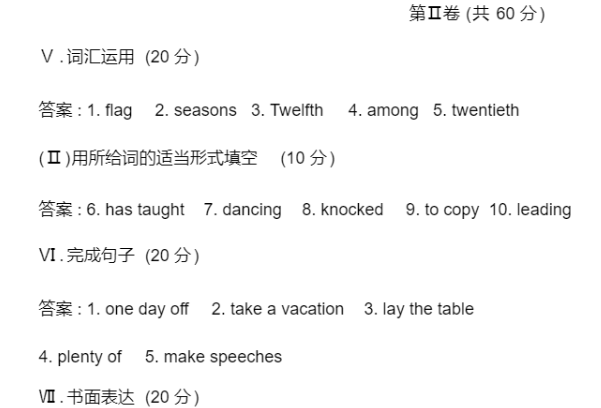 第Ⅱ卷 (共 60 分)
Ⅴ .词汇运用 (20 分)
答案 : 1. flag 2. seasons 3. Twelfth 4. among 5. twentieth
(Ⅱ)用所给词的适当形式填空 (10 分)
答案 : 6. has taught 7. dancing 8. knocked 9. to copy 10. leading
Ⅵ .完成句子 (20 分)
答案 : 1. one day off 2. take a vacation 3. lay the table
4. plenty of 5. make speeches
Ⅶ .书面表达 (20 分)